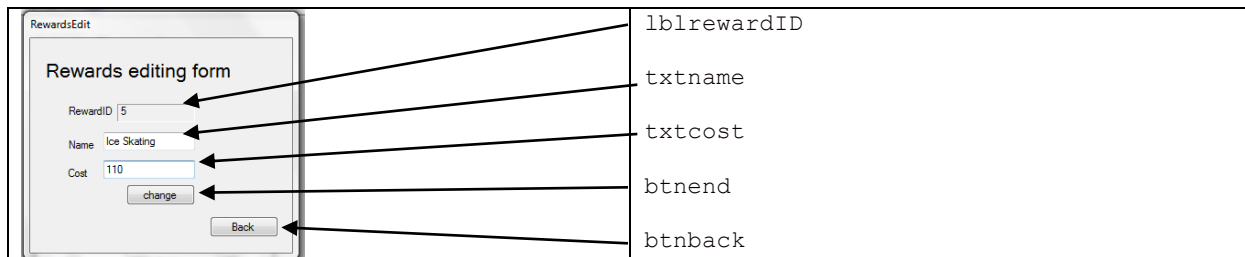 RewardsEdit
Rewards editing form
RewardID 5
Name Ice Skating
Cost 110
change
Back
lblrewardID
txtname
txtcost
btnend
btnback